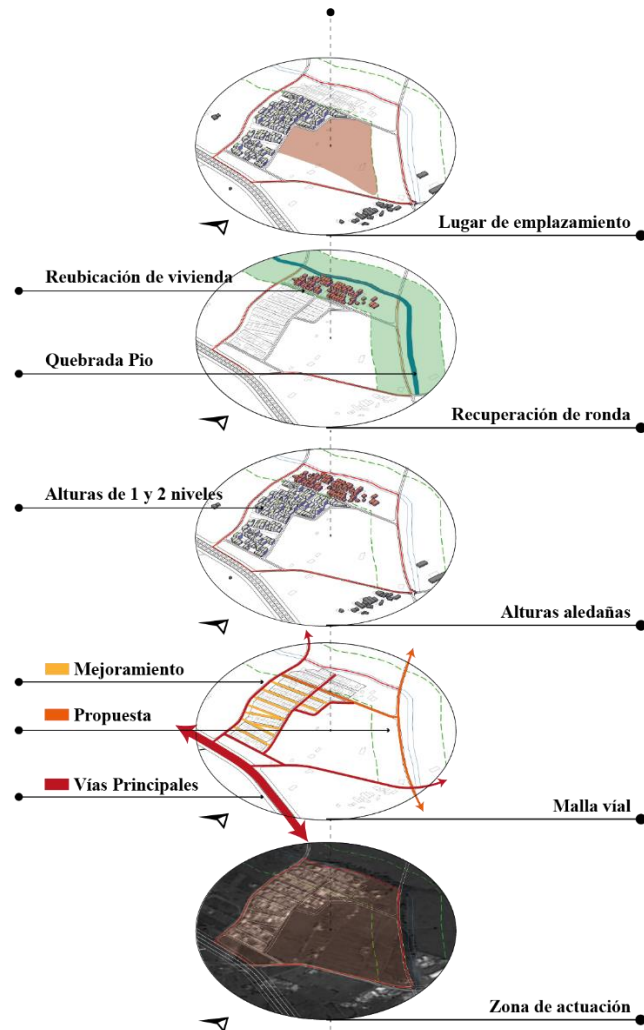 Lugar de emplazamiento
Reubicación de vivienda
Quebrada Pio
Recuperación de ronda
Alturas de 1 y 2 niveles
Alturas aledañas
Mejoramiento
Propuesta
Vías Principales
Malla víal
Zona de actuación